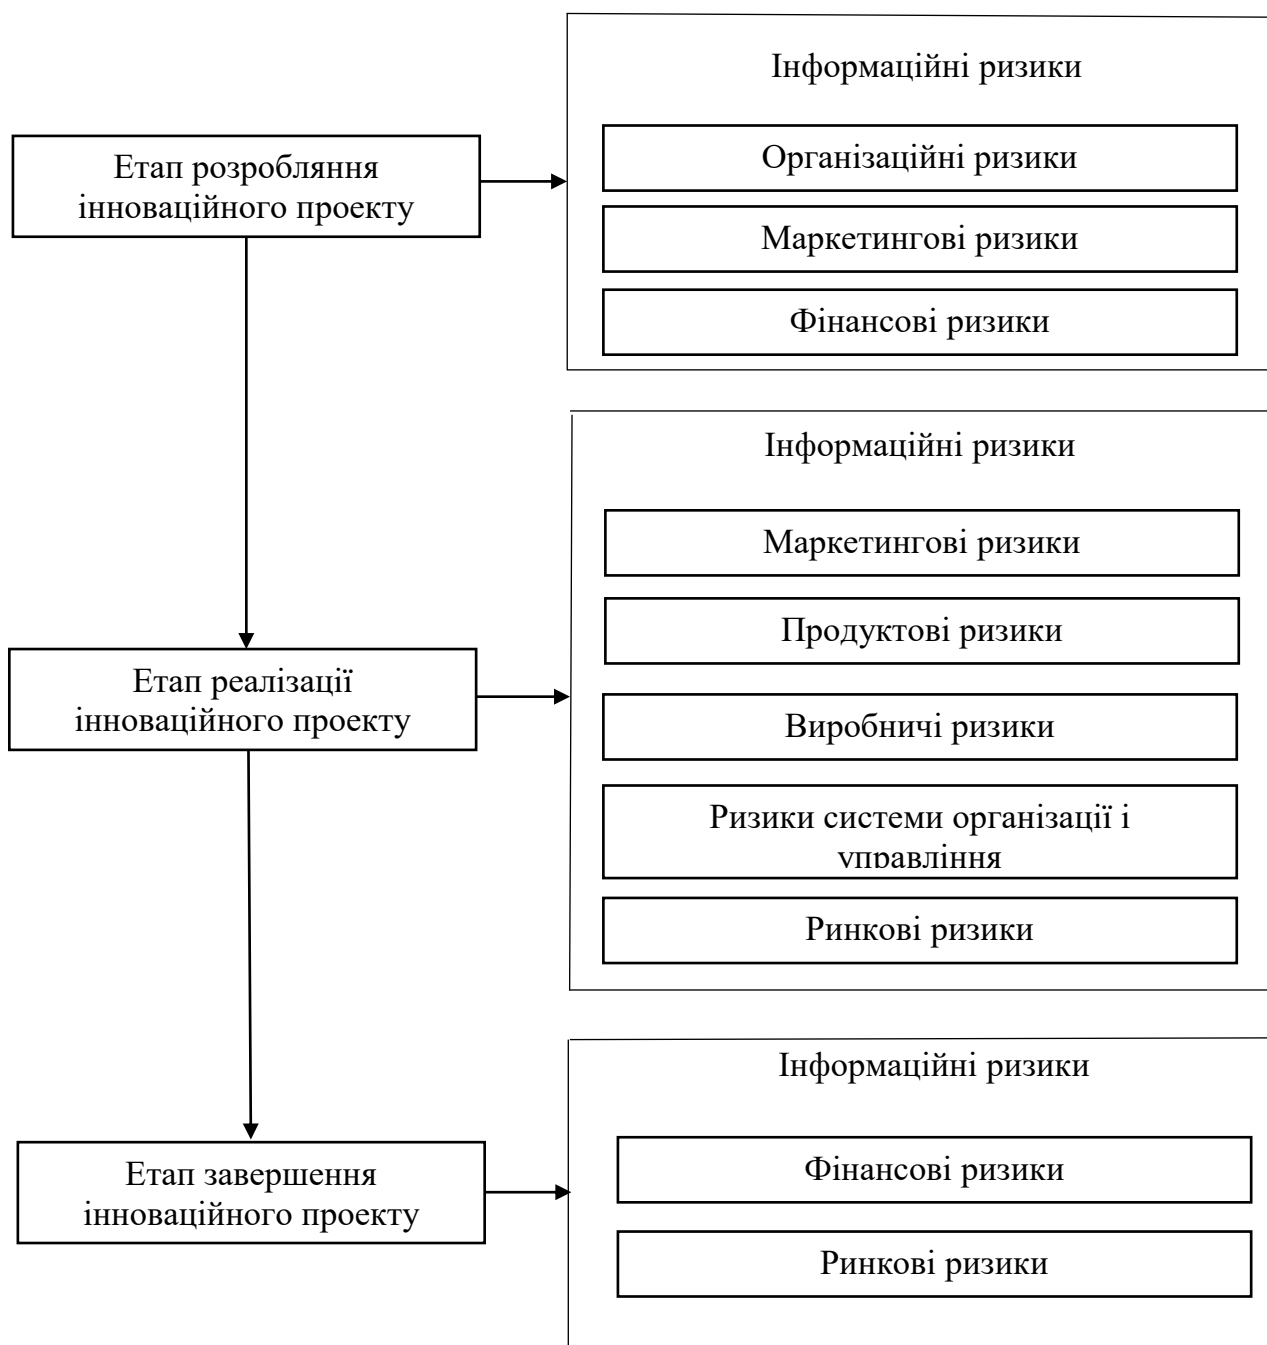 Інформаційні ризики
Етап розробляння
інноваційного проекту
Організаційні ризики
Маркетингові ризики
Фінансові ризики
Інформаційні ризики
Маркетингові ризики
Продуктові ризики
Етап реалізації
інноваційного проекту
Виробничі ризики
Ризики системи організації і
управління
Ринкові ризики
Інформаційні ризики
Етап завершення
інноваційного проекту
Фінансові ризики
Ринкові ризики